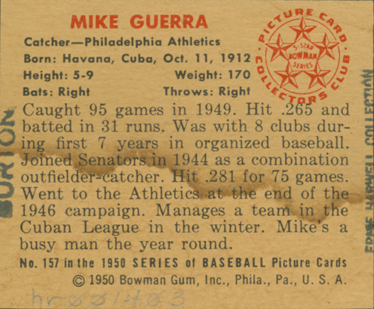 MIKE GUERRA
Catcher—Philadelphia Athletics
Born: Havana, Cuba, Oct. 11, 1912
Height: 5-9 Weight: 170
Bats: Right Throws: Right
PICTURE CARD COLLECTORS CLUB
5-STAR
BOWMAN
SERIES
Caught 95 games in 1949. Hit .265 and
batted in 31 runs. Was with 8 clubs dur-
ing first 7 years in organized baseball.
Joined Senators in 1944 as a combination
outfielder-catcher. Hit .281 for 75 games.
Went to the Athletics at the end of the
1946 campaign. Manages a team in the
Cuban League in the winter. Mike's a
busy man the year round.
No. 157 in the 1950 SERIES of BASEBALL Picture Cards
© 1950 Bowman Gum, Inc., Phila., Pa., U. S. A.
BURTON
ERNIE HARWELL COLLECTION